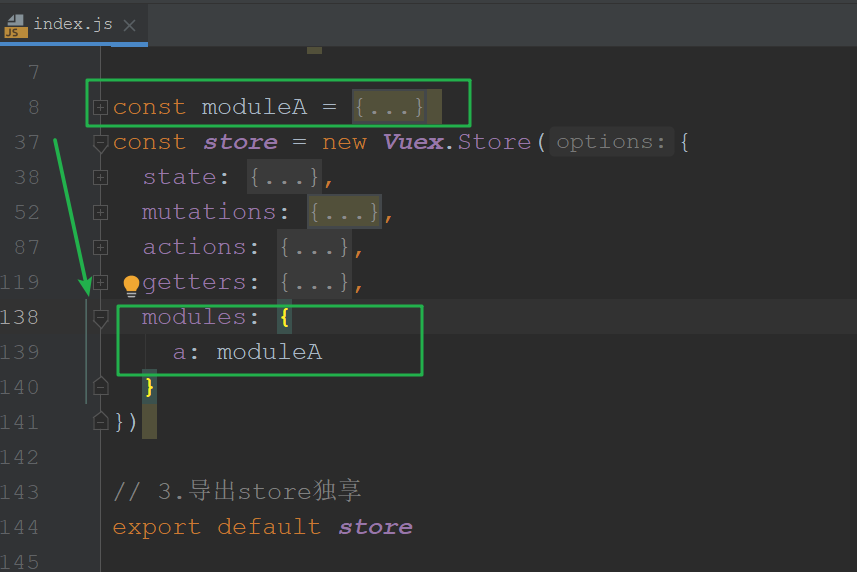 index.js
JS
7
8 const moduleA = {...}
37 const store = new Vuex.Store( options: {
38 state: {...},
52 mutations: {...},
87 actions: {...},
119 getters: {...},
138 modules: {
139 a: moduleA
140 }
141 })
142
143 // 3.导出store独享
144 export default store
145